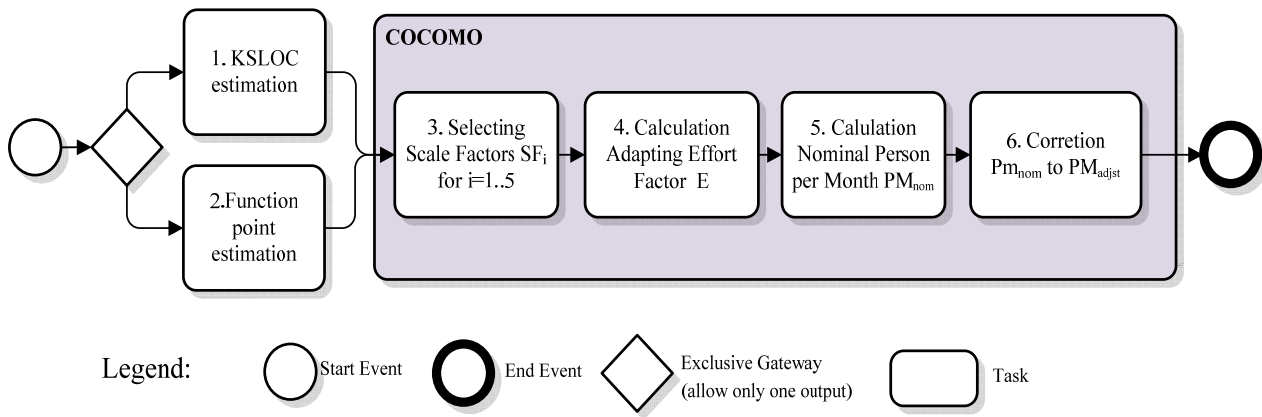 COCOMO
1. KSLOC
estimation
2.Function
point
estimation
3. Selecting
Scale Factors SFi
for i=1..5
4. Calculation
Adapting Effort
Factor E
5. Calulation
Nominal Person
per Month PMnom
6. Corretion
Pmnom to PMadjst
Legend:
Start Event
End Event
Exclusive Gateway
(allow only one output)
Task